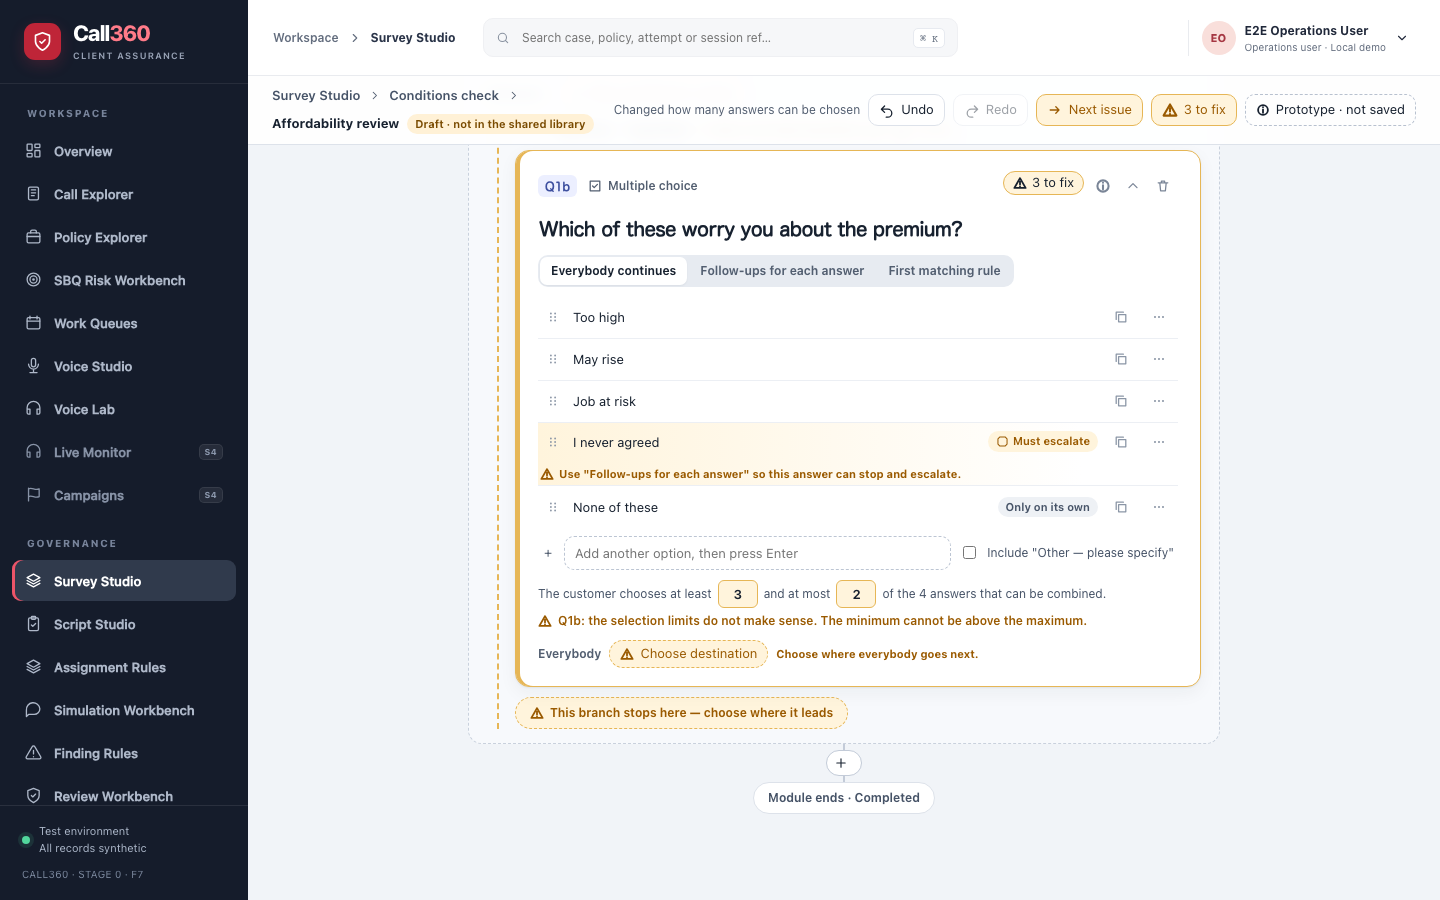 Call360
CLIENT ASSURANCE
WORKSPACE
Overview
Call Explorer
Policy Explorer
SBQ Risk Workbench
Work Queues
Voice Studio
Voice Lab
Live Monitor S4
Campaigns S4
GOVERNANCE
Survey Studio
Script Studio
Assignment Rules
Simulation Workbench
Finding Rules
Review Workbench
Test environment
All records synthetic
CALL360 · STAGE 0 · F7
Workspace > Survey Studio
Search case, policy, attempt or session ref... ⌘ K
EO
E2E Operations User
Operations user · Local demo
Survey Studio > Conditions check >
Affordability review Draft · not in the shared library
Changed how many answers can be chosen Undo Redo Next issue 3 to fix Prototype · not saved
Q1b Multiple choice 3 to fix
Which of these worry you about the premium?
Everybody continues Follow-ups for each answer First matching rule
Too high
May rise
Job at risk
I never agreed Must escalate
Use "Follow-ups for each answer" so this answer can stop and escalate.
None of these Only on its own
+ Add another option, then press Enter Include "Other — please specify"
The customer chooses at least 3 and at most 2 of the 4 answers that can be combined.
Q1b: the selection limits do not make sense. The minimum cannot be above the maximum.
Everybody Choose destination Choose where everybody goes next.
This branch stops here — choose where it leads
+
Module ends · Completed